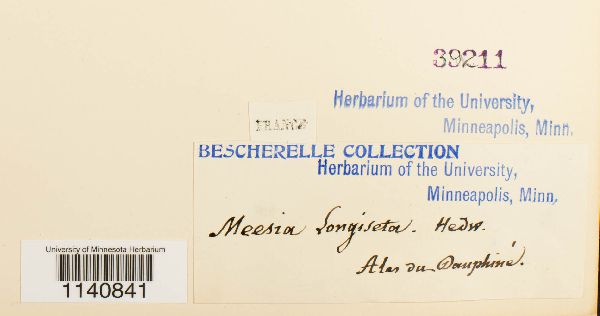 39211
Herbarium of the University,
Minneapolis, Minn.
FRANCE
BESCHERELLE COLLECTION
Herbarium of the University,
Minneapolis, Minn.
Meesia longiseta. Hedw.
Alpes du Dauphiné.
University of Minnesota Herbarium
1140841